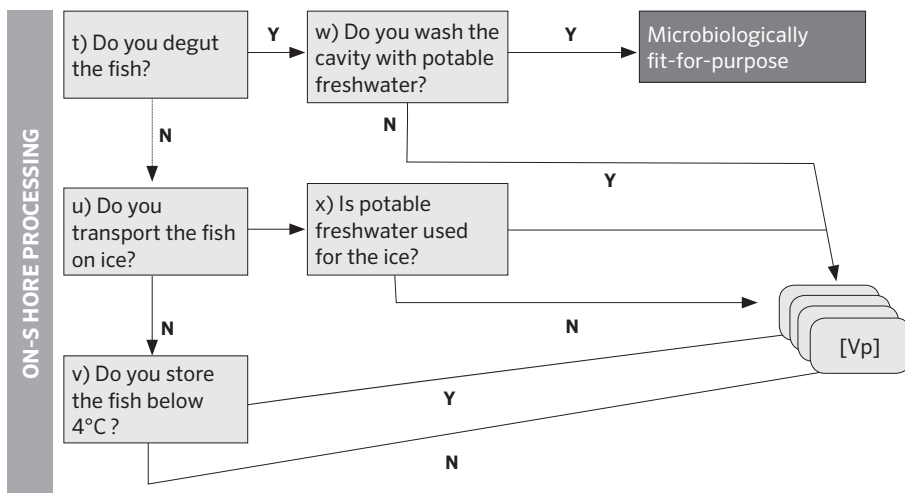 ON-S HORE PROCESSING
t) Do you degut
the fish?
Y
w) Do you wash the
cavity with potable
freshwater?
Y
Microbiologically
fit-for-purpose
N
N
Y
u) Do you
transport the fish
on ice?
x) Is potable
freshwater used
for the ice?
N
N
[Vp]
v) Do you store
the fish below
4°C ?
Y
N